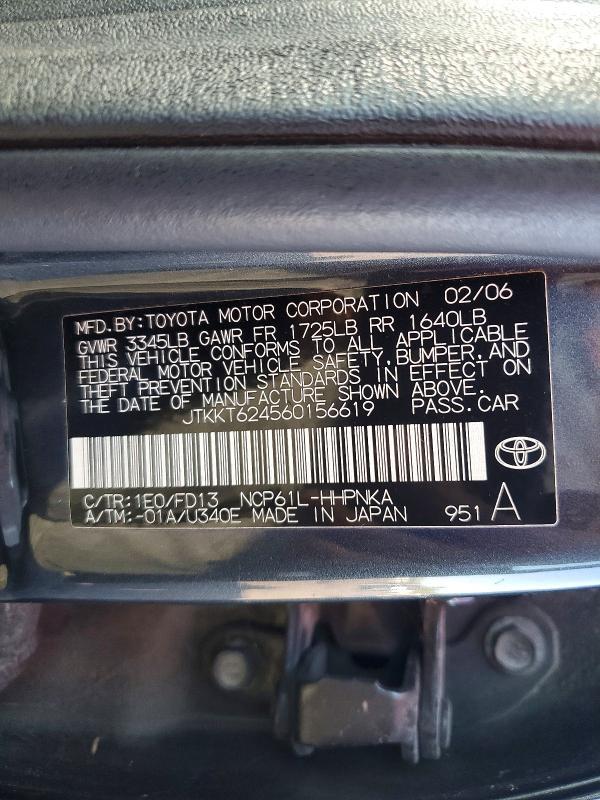 MFD.BY:TOYOTA MOTOR CORPORATION 02/06
GVWR 3345LB GAWR FR 1725LB RR 1640LB
THIS VEHICLE CONFORMS TO ALL APPLICABLE
FEDERAL MOTOR VEHICLE SAFETY,BUMPER,AND
THEFT PREVENTION STANDARDS IN EFFECT ON
THE DATE OF MANUFACTURE SHOWN ABOVE.
JTKKT624560156619 PASS.CAR
C/TR:1E0/FD13 NCP61L-HHPNKA
A/TM:-01A/U340E MADE IN JAPAN 951 A